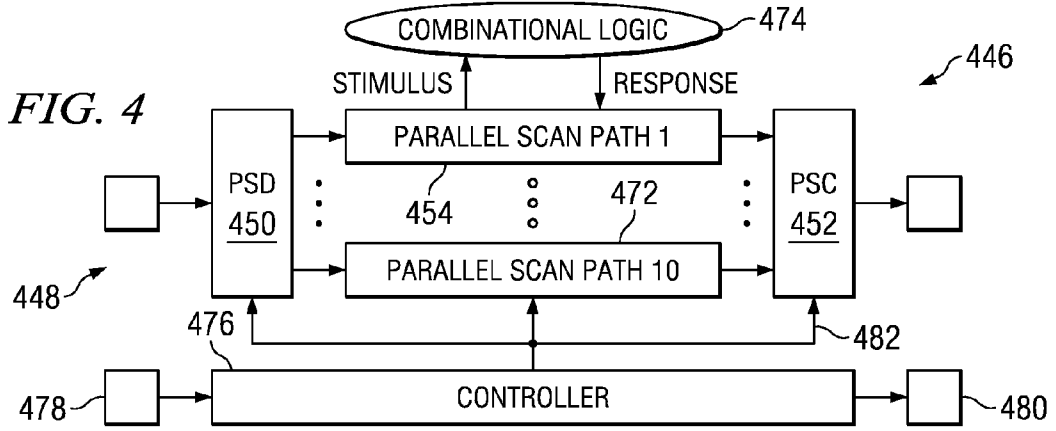 COMBINATIONAL LOGIC
474
446
STIMULUS
RESPONSE
FIG. 4
PARALLEL SCAN PATH 1
PSD
450
454
472
PSC
452
PARALLEL SCAN PATH 10
448
476
482
478
CONTROLLER
480